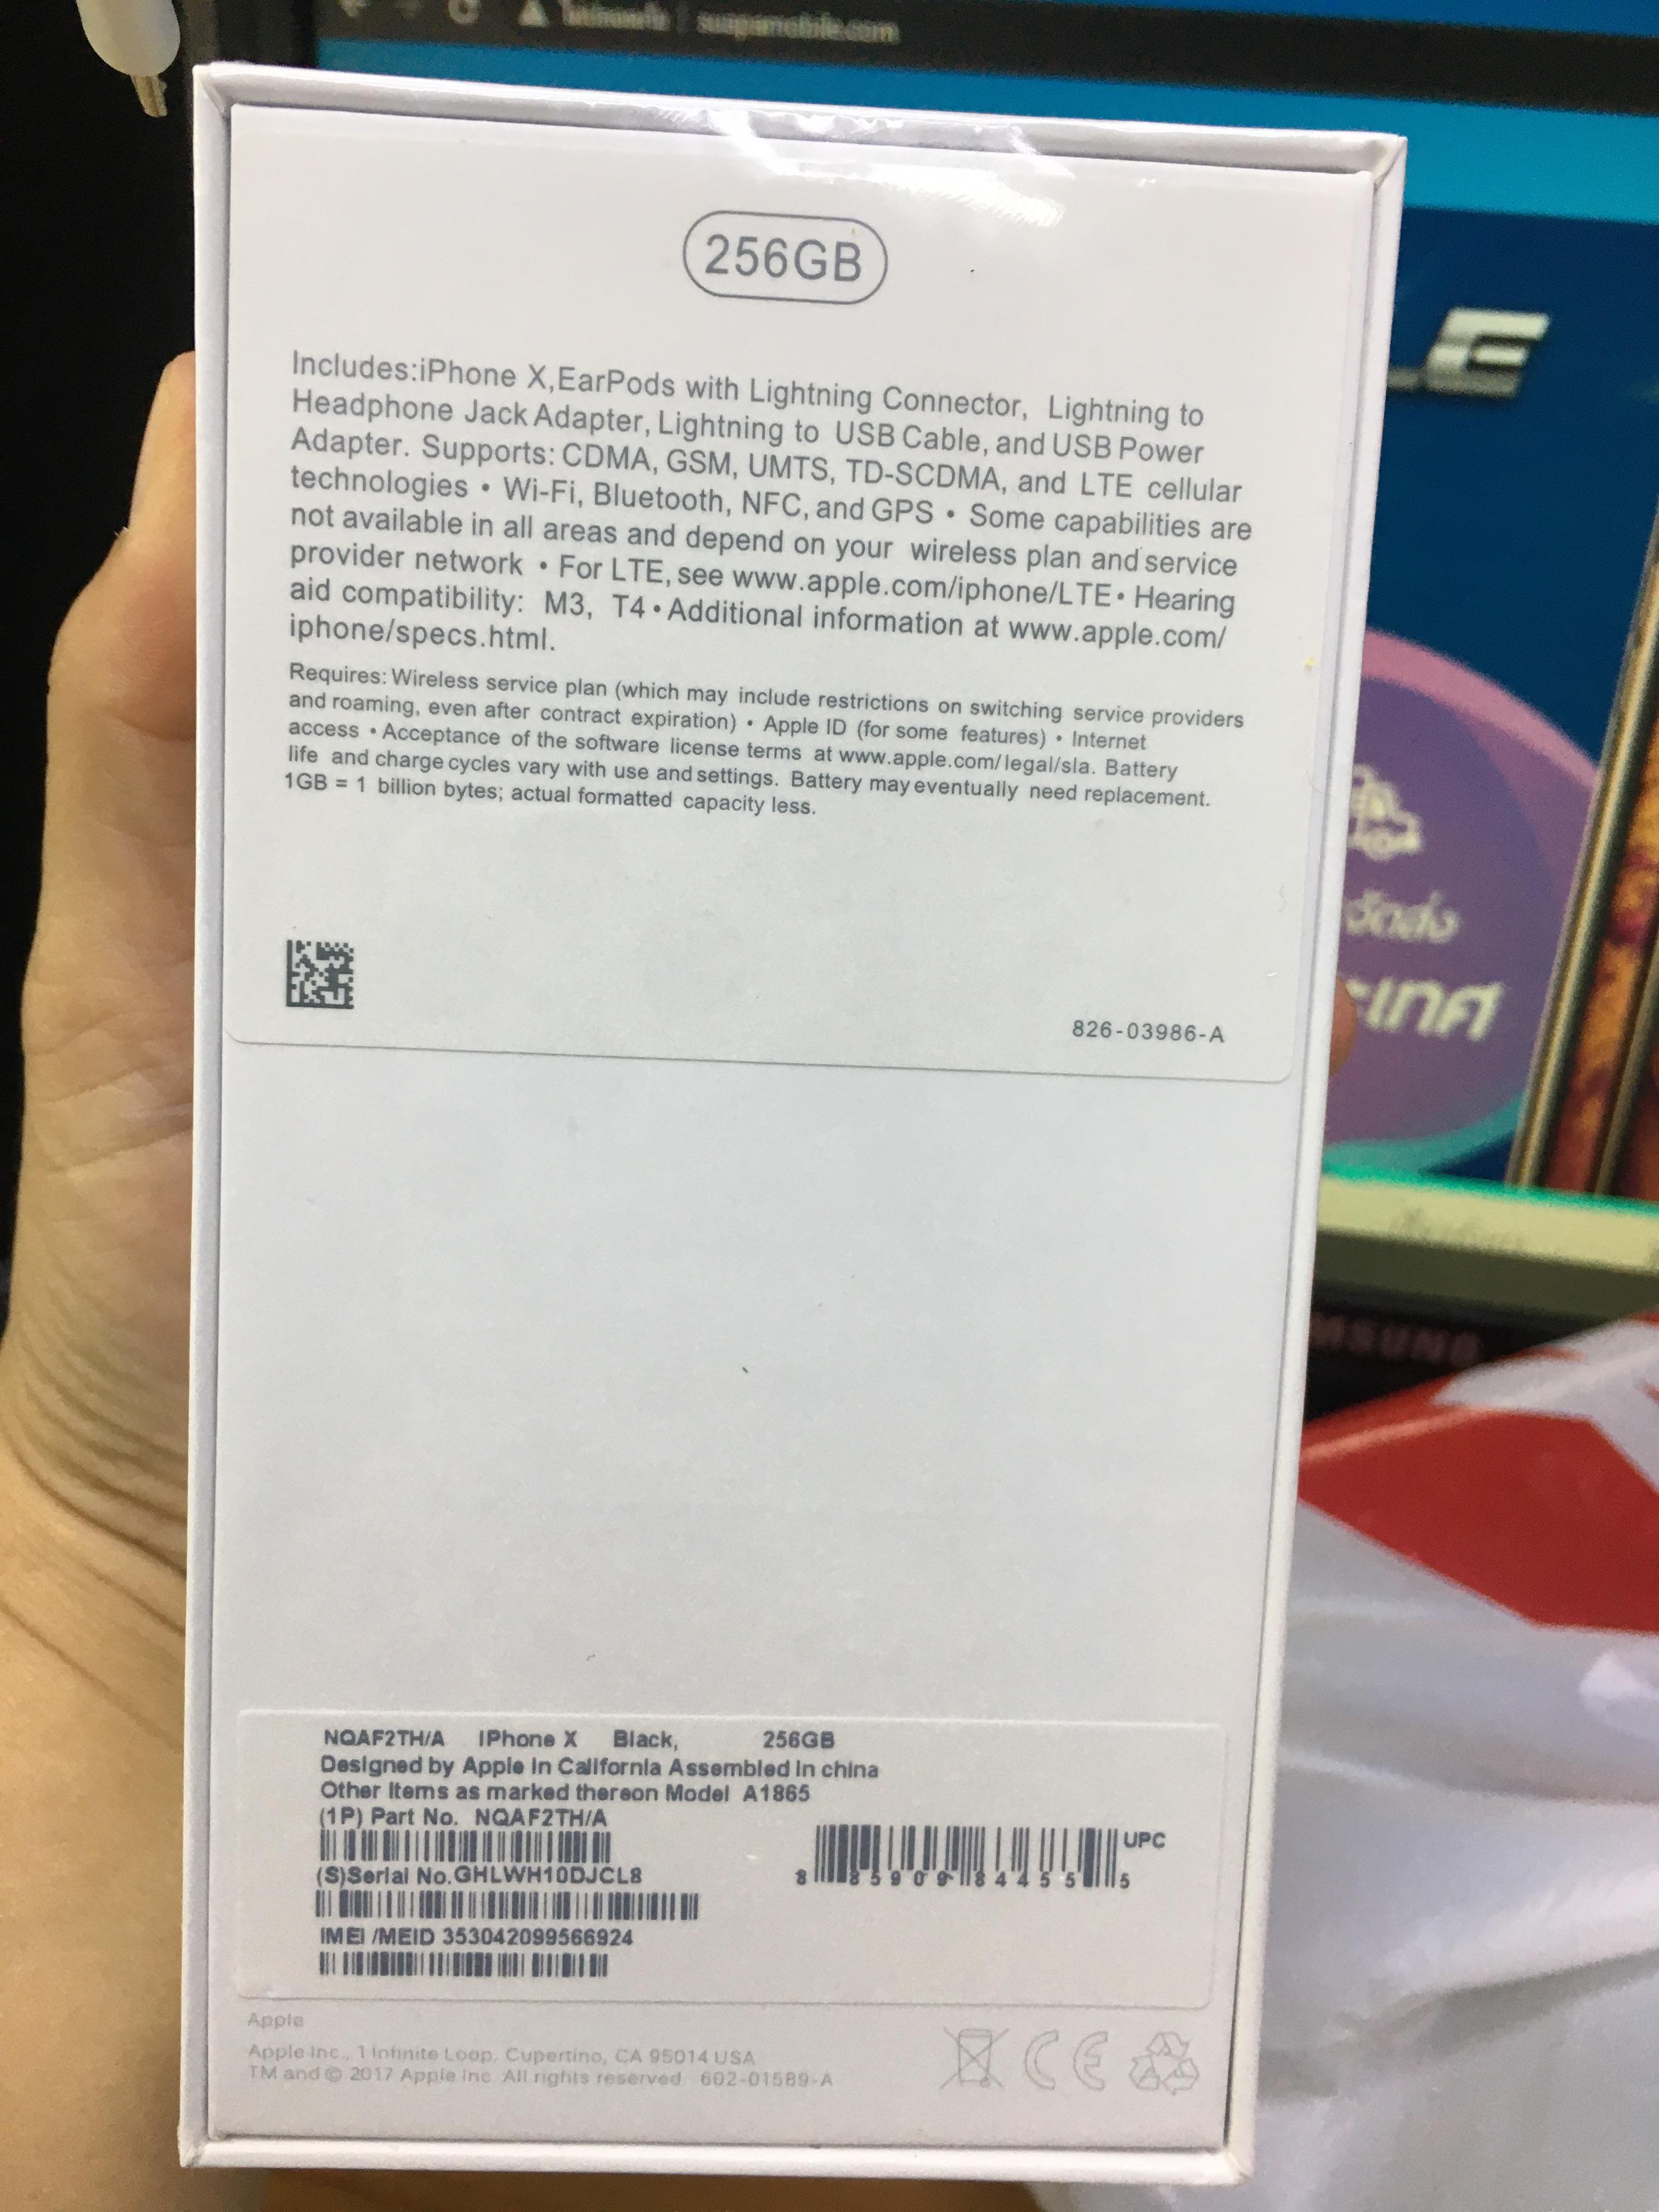 256GB
Includes:iPhone X,EarPods with Lightning Connector, Lightning to
Headphone Jack Adapter, Lightning to USB Cable, and USB Power
Adapter. Supports: CDMA, GSM, UMTS, TD-SCDMA, and LTE cellular
technologies • Wi-Fi, Bluetooth, NFC, and GPS • Some capabilities are
not available in all areas and depend on your wireless plan and service
provider network • For LTE, see www.apple.com/iphone/LTE• Hearing
aid compatibility: M3, T4 • Additional information at www.apple.com/
iphone/specs.html.
Requires: Wireless service plan (which may include restrictions on switching service providers
and roaming, even after contract expiration) • Apple ID (for some features) • Internet
access • Acceptance of the software license terms at www.apple.com/legal/sla. Battery
life and charge cycles vary with use and settings. Battery may eventually need replacement.
1GB = 1 billion bytes; actual formatted capacity less.
826-03986-A
NQAF2TH/A iPhone X Black, 256GB
Designed by Apple in California Assembled in china
Other Items as marked thereon Model A1865
(1P) Part No. NQAF2TH/A
(S)Serial No.GHLWH10DJCL8
IMEI /MEID 353042099566924
UPC
8 85909 84455 5
Apple
Apple Inc., 1 Infinite Loop, Cupertino, CA 95014 USA
TM and © 2017 Apple Inc. All rights reserved. 602-01589-A
CE
จัดส่ง
MSUNG